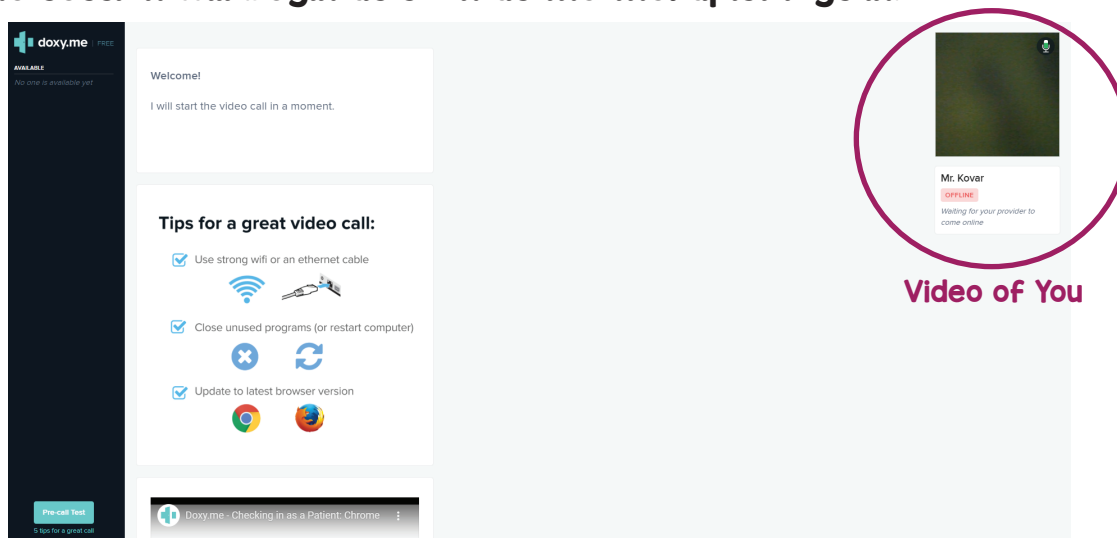 doxy.me | FREE
AVAILABLE
No one is available yet
Pre-call Test
5 tips for a great call
Welcome!
I will start the video call in a moment.
Tips for a great video call:
Use strong wifi or an ethernet cable
Close unused programs (or restart computer)
Update to latest browser version
Doxy.me - Checking in as a Patient: Chrome
Mr. Kovar
OFFLINE
Waiting for your provider to
come online
Video of You